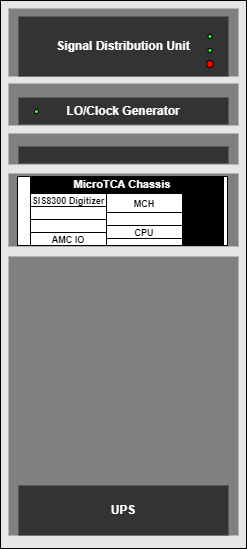 Signal Distribution Unit
LO/Clock Generator
MicroTCA Chassis
SIS8300 Digitizer
MCH
CPU
AMC IO
UPS